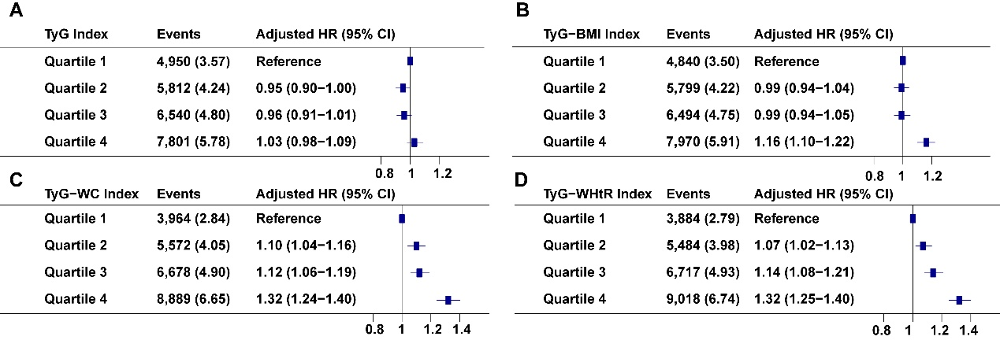 A
TyG Index Events Adjusted HR (95% CI)
Quartile 1 4,950 (3.57) Reference
Quartile 2 5,812 (4.24) 0.95 (0.90−1.00)
Quartile 3 6,540 (4.80) 0.96 (0.91−1.01)
Quartile 4 7,801 (5.78) 1.03 (0.98−1.09)
0.8 1 1.2
B
TyG−BMI Index Events Adjusted HR (95% CI)
Quartile 1 4,840 (3.50) Reference
Quartile 2 5,799 (4.22) 0.99 (0.94−1.04)
Quartile 3 6,494 (4.75) 0.99 (0.94−1.05)
Quartile 4 7,970 (5.91) 1.16 (1.10−1.22)
0.8 1 1.2
C
TyG−WC Index Events Adjusted HR (95% CI)
Quartile 1 3,964 (2.84) Reference
Quartile 2 5,572 (4.05) 1.10 (1.04−1.16)
Quartile 3 6,678 (4.90) 1.12 (1.06−1.19)
Quartile 4 8,889 (6.65) 1.32 (1.24−1.40)
0.8 1 1.2 1.4
D
TyG−WHtR Index Events Adjusted HR (95% CI)
Quartile 1 3,884 (2.79) Reference
Quartile 2 5,484 (3.98) 1.07 (1.02−1.13)
Quartile 3 6,717 (4.93) 1.14 (1.08−1.21)
Quartile 4 9,018 (6.74) 1.32 (1.25−1.40)
0.8 1 1.2 1.4